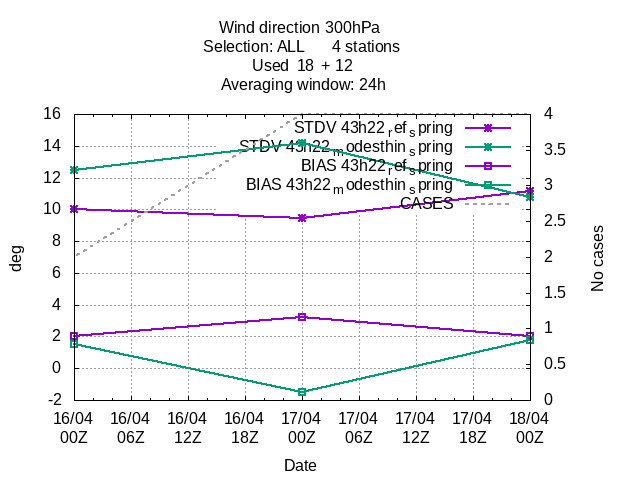 Wind direction 300hPa
Selection: ALL 4 stations
Used 18 + 12
Averaging window: 24h
16 4
STDV 43h22_ref_spring
14 3.5
STDV 43h22_modesthin_spring
BIAS 43h22_ref_spring
12 3
BIAS 43h22_modesthin_spring
CASES
10 2.5
8 2
6 1.5
4 1
2 0.5
0
-2 0
deg
No cases
16/04 16/04 16/04 16/04 17/04 17/04 17/04 17/04 18/04
00Z 06Z 12Z 18Z 00Z 06Z 12Z 18Z 00Z
Date